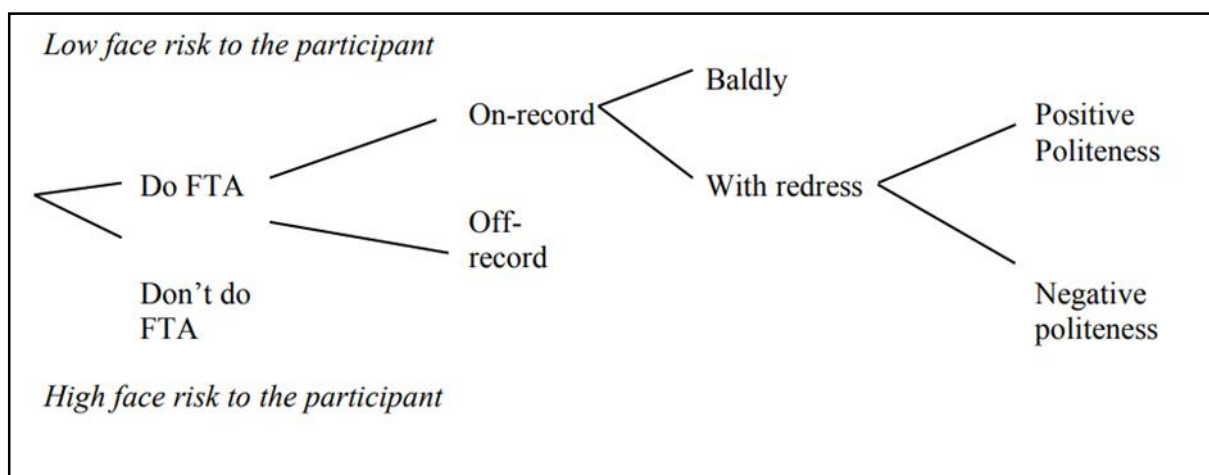 Low face risk to the participant
Baldly
On-record
Positive
Politeness
Do FTA
With redress
Off-
record
Don't do
FTA
Negative
politeness
High face risk to the participant